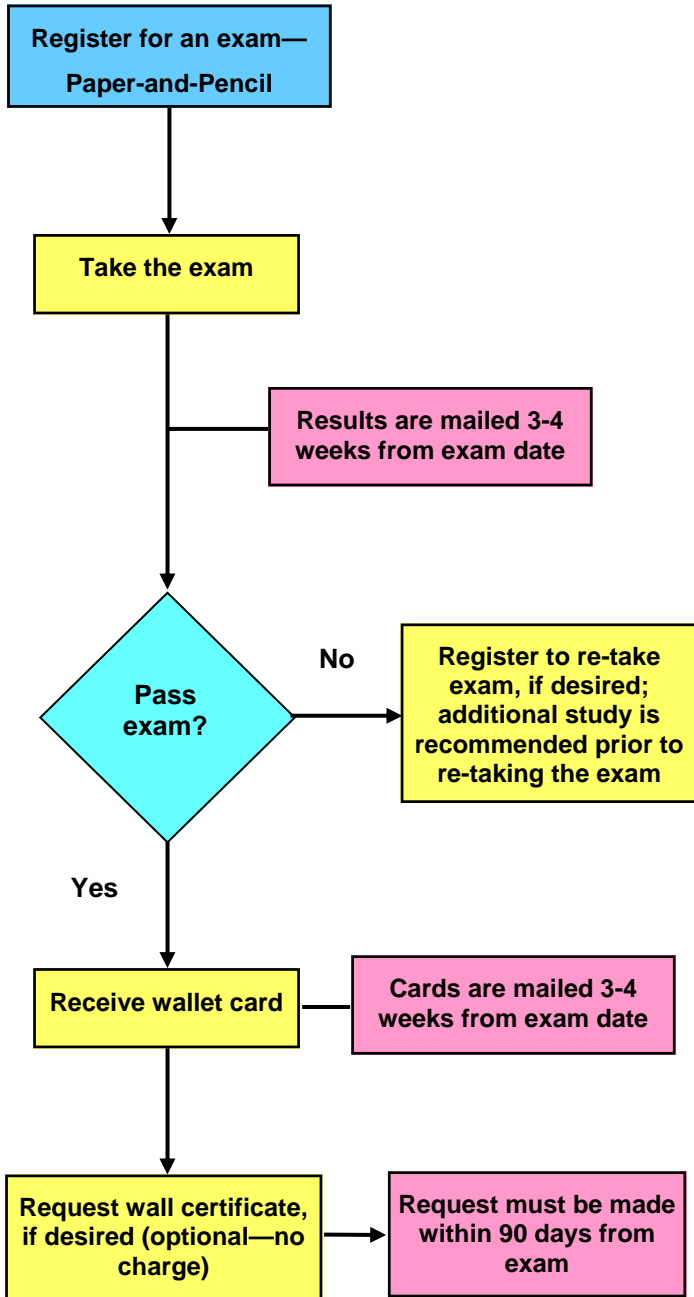 Register for an exam—
Paper-and-Pencil
Take the exam
Results are mailed 3-4
weeks from exam date
Pass
exam?
No
Register to re-take
exam, if desired;
additional study is
recommended prior to
re-taking the exam
Yes
Receive wallet card
Cards are mailed 3-4
weeks from exam date
Request wall certificate,
if desired (optional—no
charge)
Request must be made
within 90 days from
exam